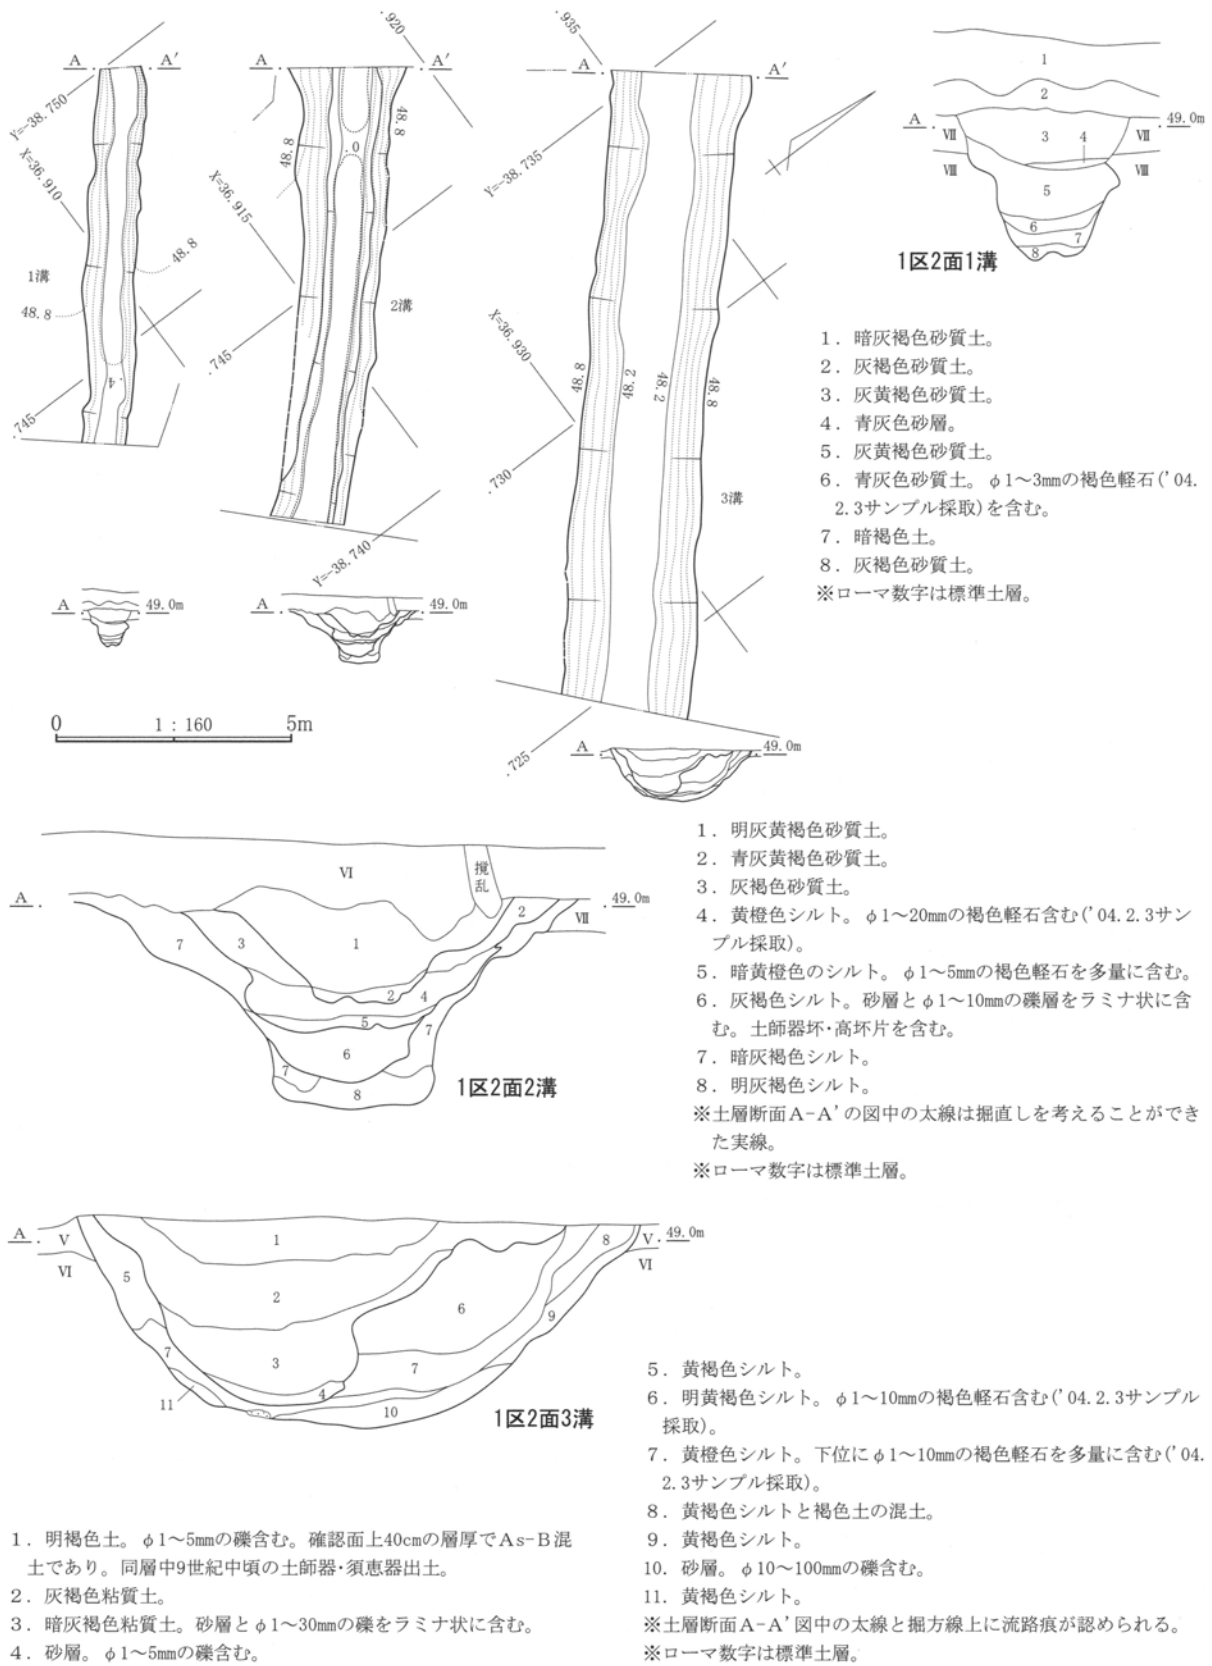 .920
.935
A
A′
A
A′
A
A′
Y=-38.750
X=36.910
1溝
48.8
48.8
.4
.745
48.8
48.8
.0
X=36.915
.745
2溝
Y=-38.740
Y=-38.735
X=36.930
.730
48.8
48.2
48.2
48.8
3溝
.725
A
49.0m
A
49.0m
A
49.0m
0
1：160
5m
1
2
A
49.0m
Ⅶ
3
4
Ⅶ
Ⅷ
Ⅷ
5
6
7
8
1区2面1溝
1．暗灰褐色砂質土。
2．灰褐色砂質土。
3．灰黄褐色砂質土。
4．青灰色砂層。
5．灰黄褐色砂質土。
6．青灰色砂質土。φ1～3mmの褐色軽石('04.
2.3サンプル採取)を含む。
7．暗褐色土。
8．灰褐色砂質土。
※ローマ数字は標準土層。
Ⅵ
撹
乱
A
49.0m
Ⅶ
7
3
1
2
2
4
5
7
6
7
8
1区2面2溝
1．明灰黄褐色砂質土。
2．青灰黄褐色砂質土。
3．灰褐色砂質土。
4．黄橙色シルト。φ1～20mmの褐色軽石含む('04.2.3サン
プル採取)。
5．暗黄橙色のシルト。φ1～5mmの褐色軽石を多量に含む。
6．灰褐色シルト。砂層とφ1～10mmの礫層をラミナ状に含
む。土師器坏・高坏片を含む。
7．暗灰褐色シルト。
8．明灰褐色シルト。
※土層断面A-A'の図中の太線は掘直しを考えることができ
た実線。
※ローマ数字は標準土層。
A
Ⅴ
Ⅵ
1
8
Ⅴ
49.0m
Ⅵ
5
2
6
9
7
3
7
4
11
10
1区2面3溝
1．明褐色土。φ1～5mmの礫含む。確認面上40cmの層厚でAs-B混
土であり。同層中9世紀中頃の土師器・須恵器出土。
2．灰褐色粘質土。
3．暗灰褐色粘質土。砂層とφ1～30mmの礫をラミナ状に含む。
4．砂層。φ1～5mmの礫含む。
5．黄褐色シルト。
6．明黄褐色シルト。φ1～10mmの褐色軽石含む('04.2.3サンプル
採取)。
7．黄橙色シルト。下位にφ1～10mmの褐色軽石を多量に含む('04.
2.3サンプル採取)。
8．黄褐色シルトと褐色土の混土。
9．黄褐色シルト。
10．砂層。φ10～100mmの礫含む。
11．黄褐色シルト。
※土層断面A-A'図中の太線と掘方線上に流路痕が認められる。
※ローマ数字は標準土層。